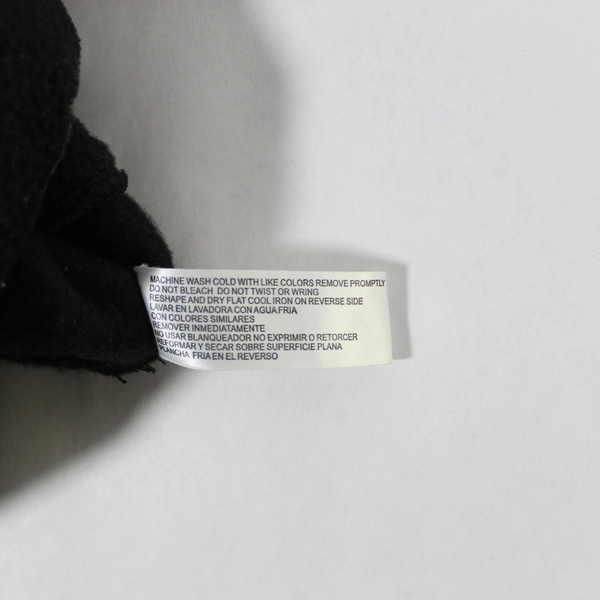 MACHINE WASH COLD WITH LIKE COLORS REMOVE PROMPTLY
DO NOT BLEACH DO NOT TWIST OR WRING
RESHAPE AND DRY FLAT COOL IRON ON REVERSE SIDE
LAVAR EN LAVADORA CON AGUA FRIA
CON COLORES SIMILARES
REMOVER INMEDIATAMENTE
NO USAR BLANQUEADOR NO EXPRIMIR O RETORCER
REFORMAR Y SECAR SOBRE SUPERFICIE PLANA
PLANCHA FRIA EN EL REVERSO